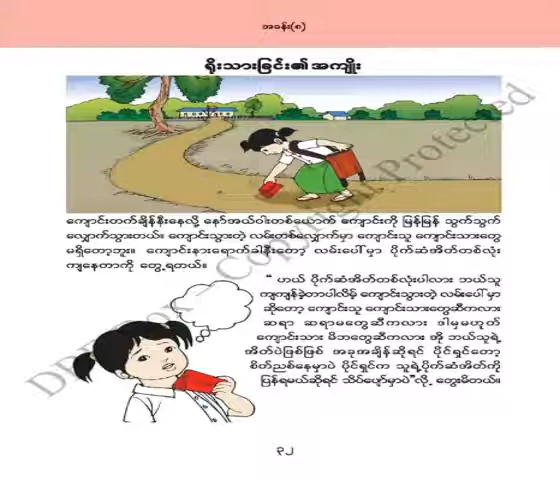 အခန်း(၈)
ရိုးသားခြင်း၏အကျိုး
ကျောင်းတက်ချိန်နီးနေလို့ နော်အယ်ဝါးတစ်ယောက် ကျောင်းကို မြန်မြန် သွက်သွက်
လျှောက်သွားတယ်။ ကျောင်းသွားတဲ့ လမ်းတစ်လျှောက်မှာ ကျောင်းသူ ကျောင်းသားတွေ
မရှိတော့ဘူး။ ကျောင်းနားရောက်ခါနီးတော့ လမ်းပေါ်မှာ ပိုက်ဆံအိတ်တစ်လုံး
ကျနေတာကို တွေ့ရတယ်။
“ ဟယ် ပိုက်ဆံအိတ်တစ်လုံးပါလား ဘယ်သူ
ကျကျန်ခဲ့တာပါလိမ့် ကျောင်းသွားတဲ့ လမ်းပေါ်မှာ
ဆိုတော့ ကျောင်းသူ ကျောင်းသားတွေဆီကလား
ဆရာ ဆရာမတွေဆီကလား ဒါမှမဟုတ်
ကျောင်းသား မိဘတွေဆီကလား အို ဘယ်သူရဲ့
အိတ်ပဲဖြစ်ဖြစ် အခုအချိန်ဆိုရင် ပိုင်ရှင်တော့
စိတ်ညစ်နေမှာပဲ ပိုင်ရှင်က သူ့ရဲ့ပိုက်ဆံအိတ်ကို
ပြန်ရမယ်ဆိုရင် သိပ်ပျော်မှာပဲ”လို့ တွေးမိတယ်။
၃၂